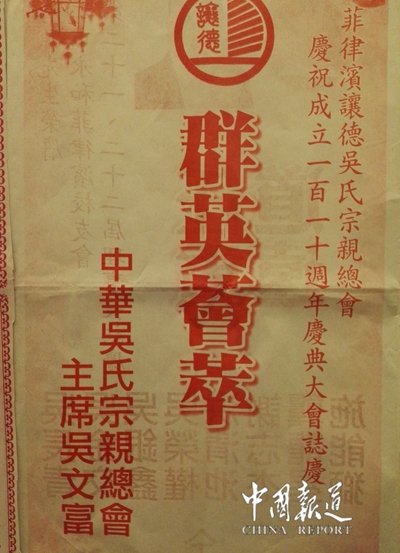 菲律濱讓德吳氏宗親總會
慶祝成立一百一十週年慶典大會誌慶
讓德
群英薈萃
中華吳氏宗親總會
主席吳文富
中國報道
CHINA REPORT